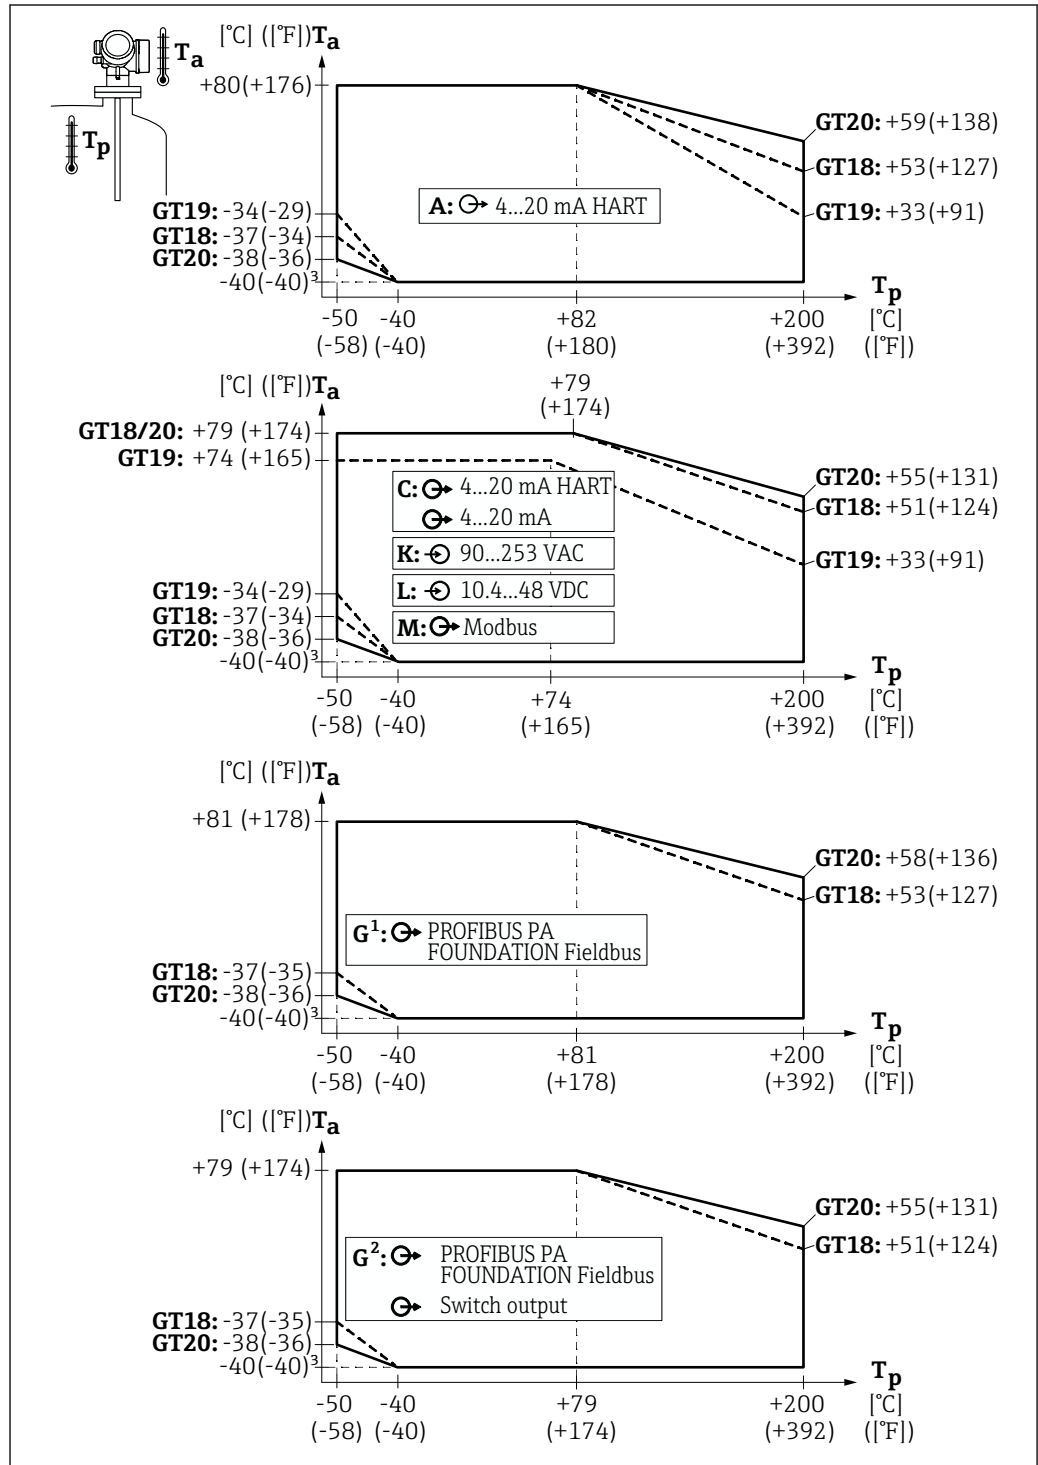 [°C] ([°F])Ta
Ta
+80(+176)
Tp
GT20: +59(+138)
GT18: +53(+127)
GT19: +33(+91)
A: 4...20 mA HART
GT19: -34(-29)
GT18: -37(-34)
GT20: -38(-36)
-40(-40)³
Tp
-50 -40 +82 +200 [°C]
(-58) (-40) (+180) (+392) ([°F])
[°C] ([°F])Ta
+79
(+174)
GT18/20: +79 (+174)
GT19: +74 (+165)
GT20: +55(+131)
GT18: +51(+124)
GT19: +33(+91)
C: 4...20 mA HART
4...20 mA
K: 90...253 VAC
L: 10.4...48 VDC
M: Modbus
GT19: -34(-29)
GT18: -37(-34)
GT20: -38(-36)
-40(-40)³
Tp
-50 -40 +74 +200 [°C]
(-58) (-40) (+165) (+392) ([°F])
[°C] ([°F])Ta
+81 (+178)
GT20: +58(+136)
GT18: +53(+127)
G¹: PROFIBUS PA
FOUNDATION Fieldbus
GT18: -37(-35)
GT20: -38(-36)
-40(-40)³
Tp
-50 -40 +81 +200 [°C]
(-58) (-40) (+178) (+392) ([°F])
[°C] ([°F])Ta
+79 (+174)
GT20: +55(+131)
GT18: +51(+124)
G²: PROFIBUS PA
FOUNDATION Fieldbus
Switch output
GT18: -37(-35)
GT20: -38(-36)
-40(-40)³
Tp
-50 -40 +79 +200 [°C]
(-58) (-40) (+174) (+392) ([°F])